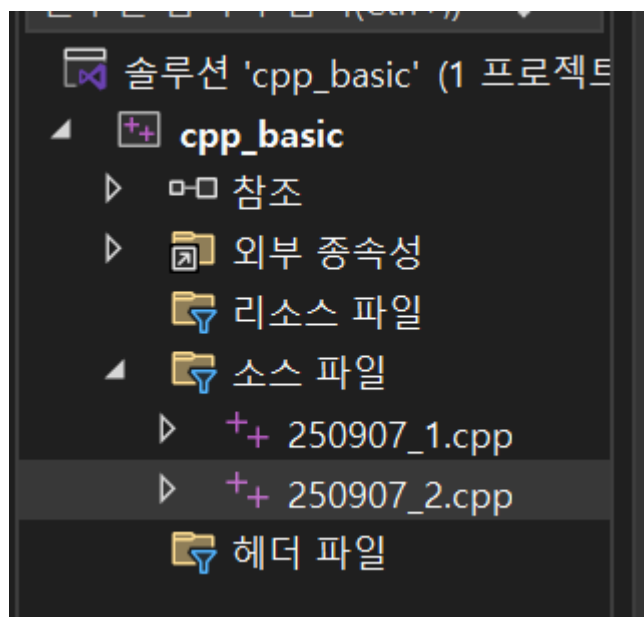 솔루션 'cpp_basic' (1 프로젝트
cpp_basic
참조
외부 종속성
리소스 파일
소스 파일
250907_1.cpp
250907_2.cpp
헤더 파일